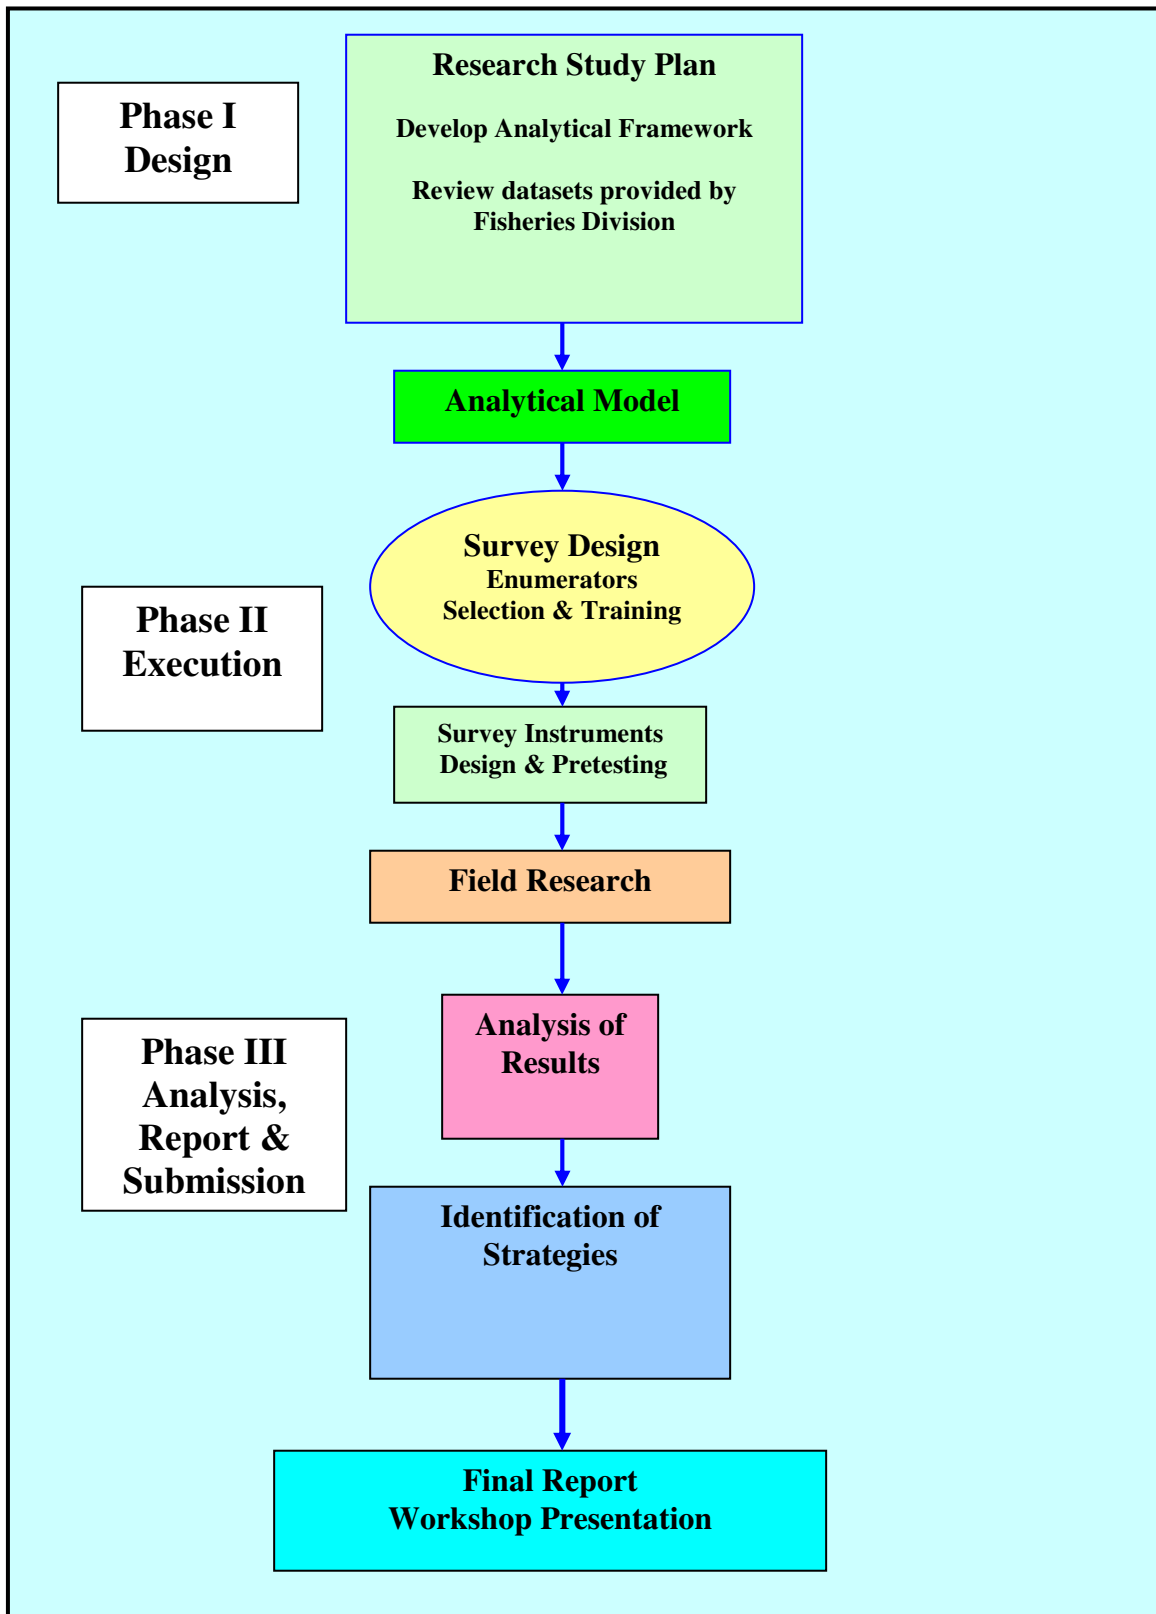 Research Study Plan
Develop Analytical Framework
Review datasets provided by
Fisheries Division
Phase I
Design
Analytical Model
Survey Design
Enumerators
Selection & Training
Phase II
Execution
Survey Instruments
Design & Pretesting
Field Research
Analysis of
Results
Phase III
Analysis,
Report &
Submission
Identification of
Strategies
Final Report
Workshop Presentation